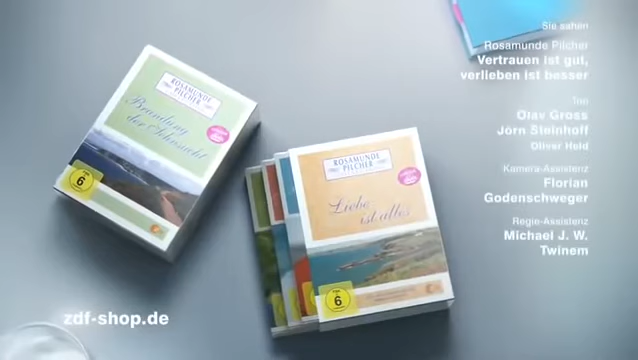 Sie sahen
Rosamunde Pilcher
Vertrauen ist gut,
verlieben ist besser
Ton
Olav Gross
Jörn Steinhoff
Oliver Held
Kamera-Assistenz
Florian
Godenschweger
Regie-Assistenz
Michael J. W.
Twinem
ROSAMUNDE
PILCHER
Brandung
der Sehnsucht
6
ROSAMUNDE
PILCHER
Liebe
ist alles
6
zdf-shop.de